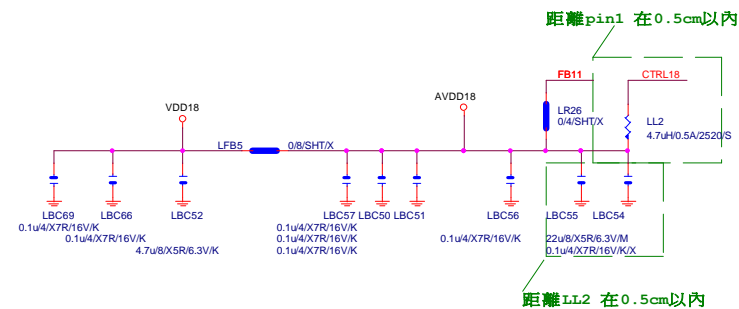 距離pin1 在0.5cm以內
FB11
CTRL18
AVDD18
VDD18
LR26
0/4/SHT/X
LL2
4.7uH/0.5A/2520/S
LFB5
0/8/SHT/X
LBC69
LBC66
LBC52
LBC57
LBC50
LBC51
LBC56
LBC55
LBC54
0.1u/4/X7R/16V/K
0.1u/4/X7R/16V/K
4.7u/8/X5R/6.3V/K
0.1u/4/X7R/16V/K
0.1u/4/X7R/16V/K
0.1u/4/X7R/16V/K
0.1u/4/X7R/16V/K
22u/8/X5R/6.3V/M
0.1u/4/X7R/16V/K/X
距離LL2 在0.5cm以內